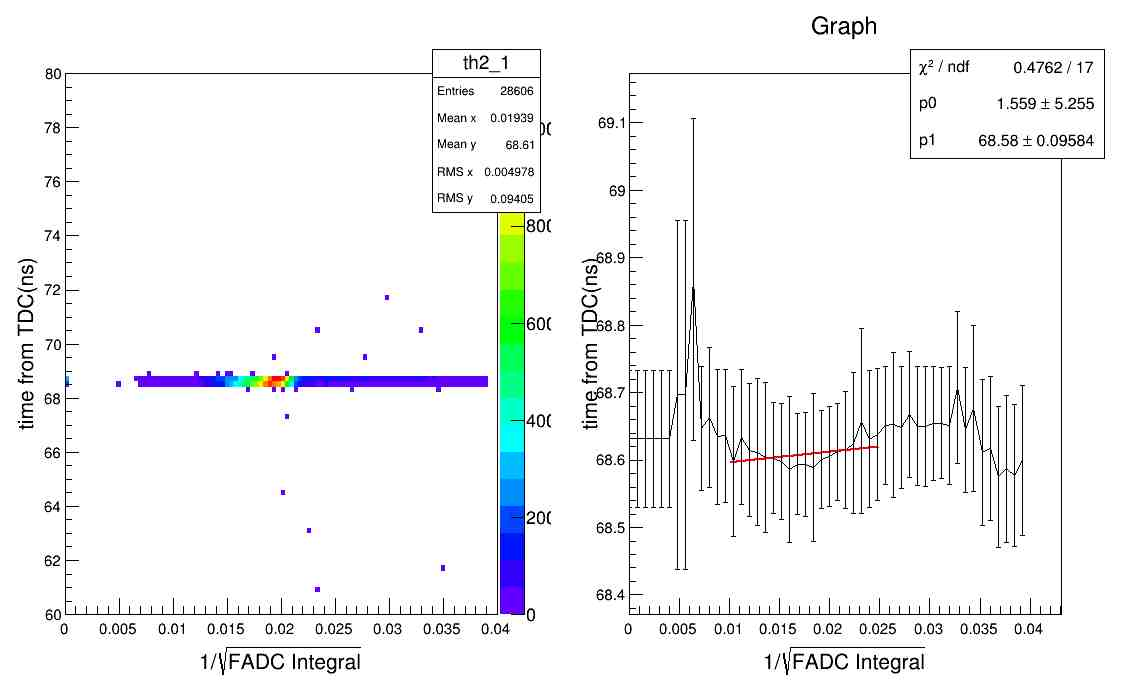 Graph
th2_1
Entries 28606
Mean x 0.01939
Mean y 68.61
RMS x 0.004978
RMS y 0.09405
χ² / ndf 0.4762 / 17
p0 1.559 ± 5.255
p1 68.58 ± 0.09584
time from TDC(ns)
80
78
76
74
72
70
68
66
64
62
60
0 0.005 0.01 0.015 0.02 0.025 0.03 0.035 0.04
1/√FADC Integral
800
600
400
200
0
time from TDC(ns)
69.1
69
68.9
68.8
68.7
68.6
68.5
68.4
0 0.005 0.01 0.015 0.02 0.025 0.03 0.035 0.04
1/√FADC Integral